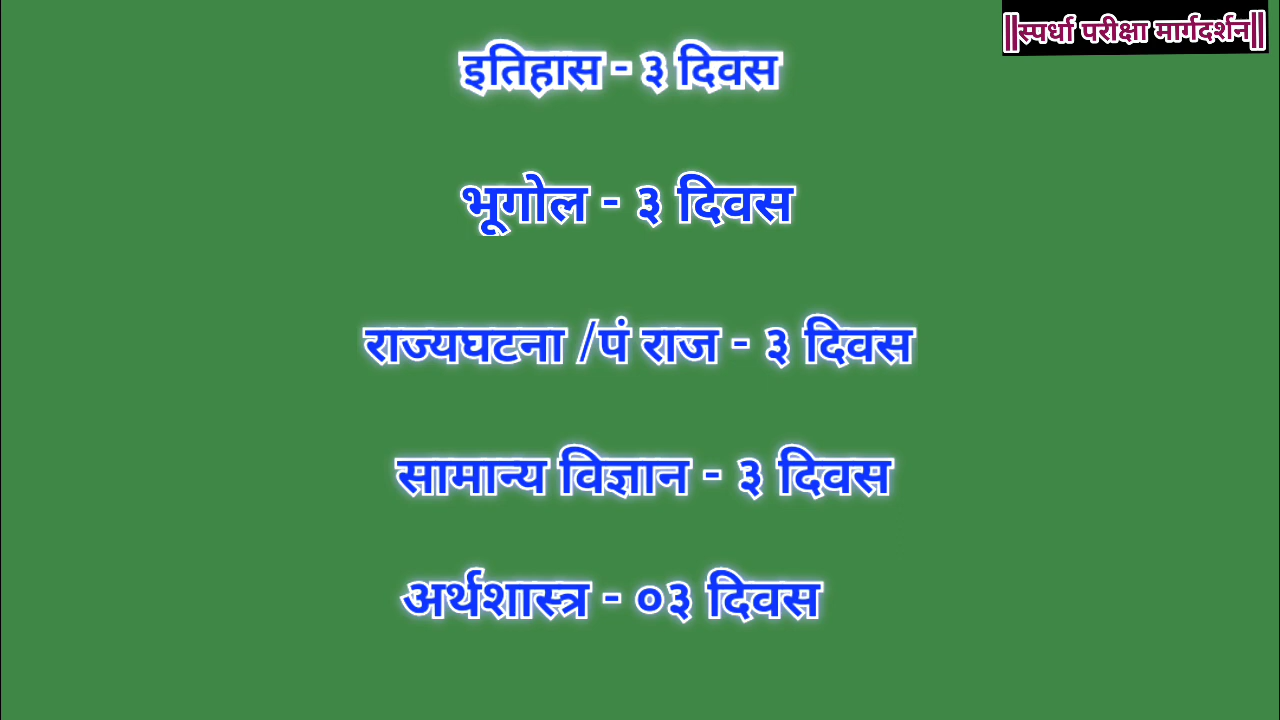 ||स्पर्धा परीक्षा मार्गदर्शन||
इतिहास - ३ दिवस
भूगोल - ३ दिवस
राज्यघटना /पं राज - ३ दिवस
सामान्य विज्ञान - ३ दिवस
अर्थशास्त्र - ०३ दिवस